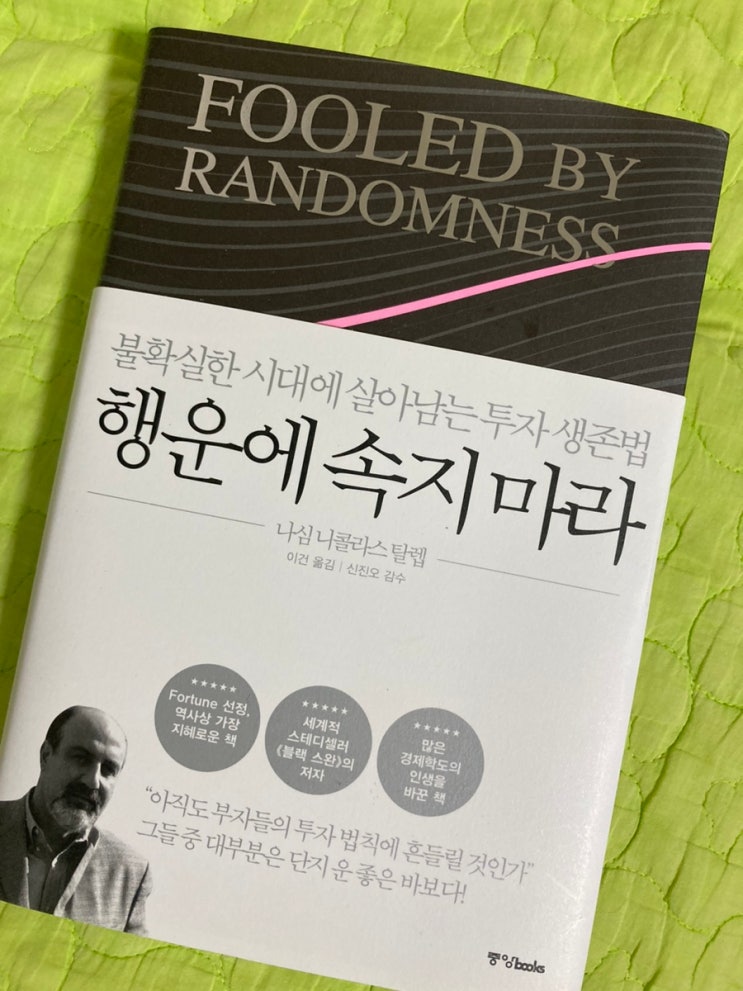 FOOLED BY
RANDOMNESS
불확실한 시대에 살아남는 투자 생존법
행운에 속지 마라
나심 니콜라스 탈렙
이건 옮김 | 신진오 감수
★★★★★
Fortune 선정,
역사상 가장
지혜로운 책
★★★★★
세계적
스테디셀러
《블랙 스완》의
저자
★★★★★
많은
경제학도의
인생을
바꾼 책
“아직도 부자들의 투자 법칙에 흔들릴 것인가”
그들 중 대부분은 단지 운 좋은 바보다!
중앙books